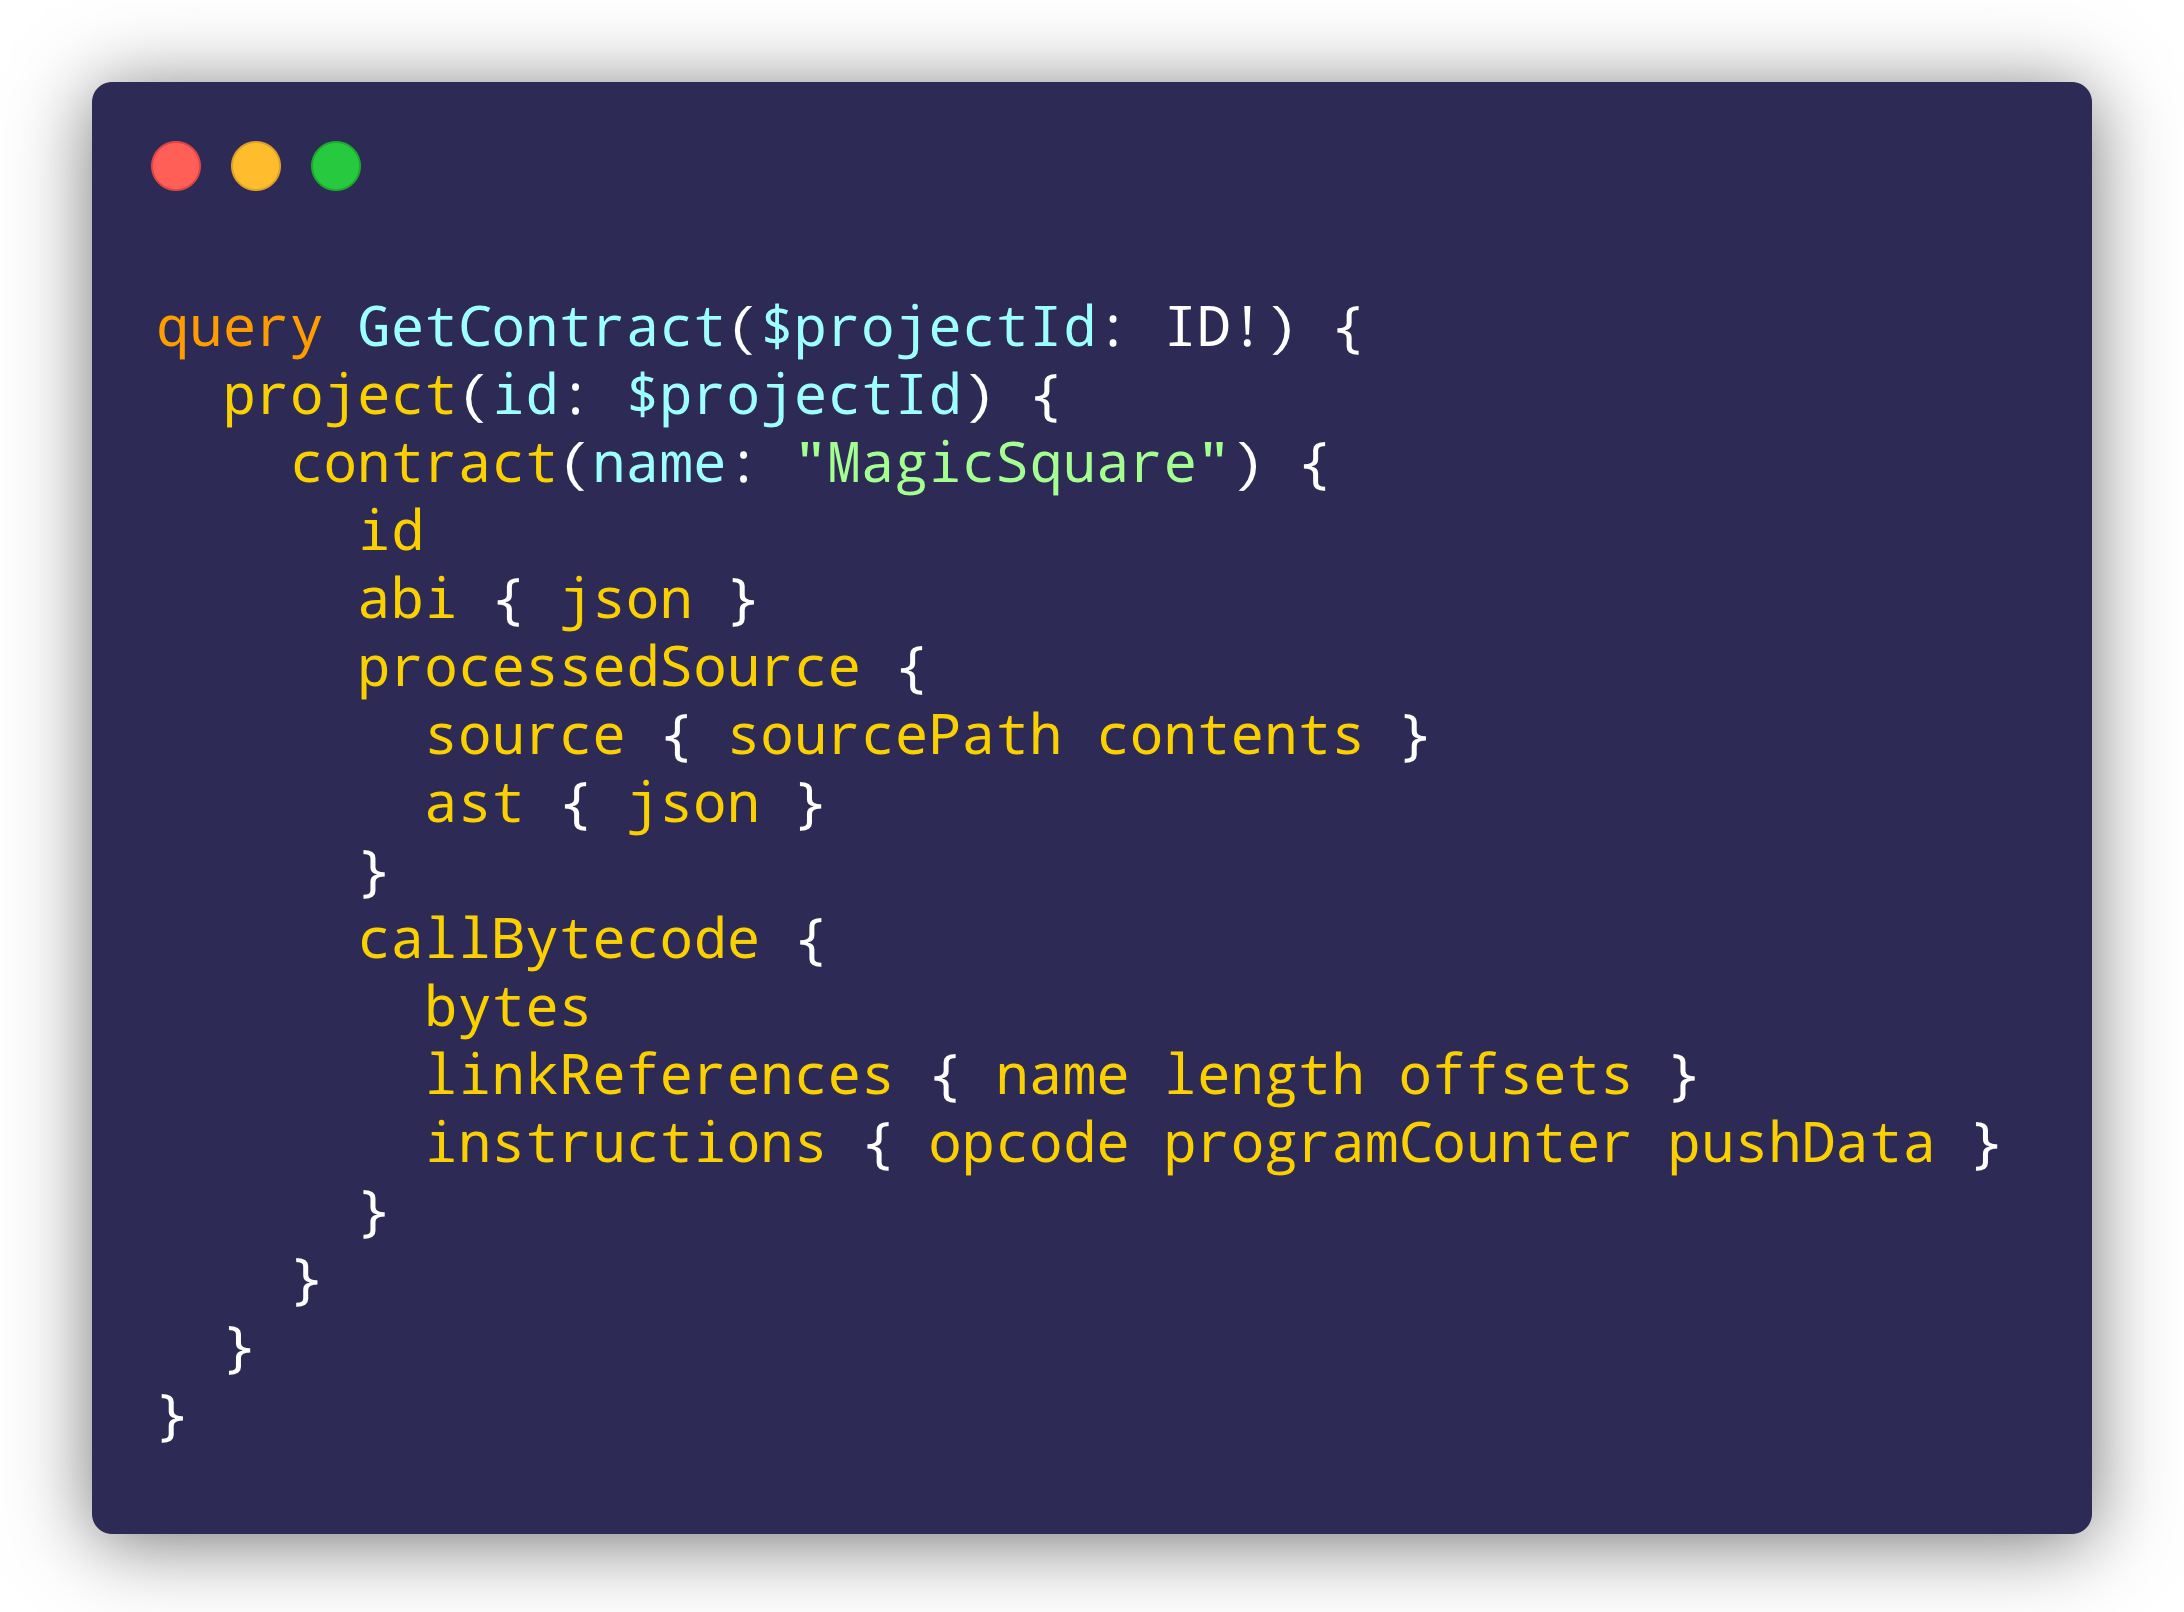 query GetContract($projectId: ID!) {
  project(id: $projectId) {
    contract(name: "MagicSquare") {
      id
      abi { json }
      processedSource {
        source { sourcePath contents }
        ast { json }
      }
      callBytecode {
        bytes
        linkReferences { name length offsets }
        instructions { opcode programCounter pushData }
      }
    }
  }
}